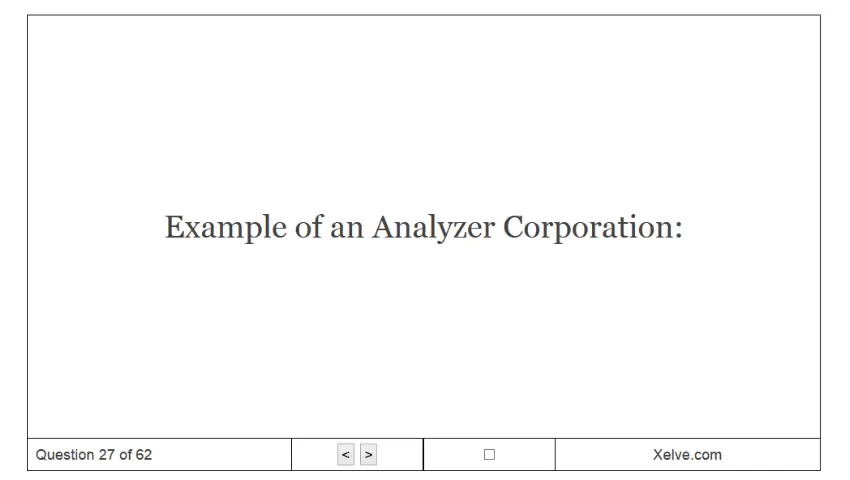 Example of an Analyzer Corporation:
Question 27 of 62
< >
Xelve.com